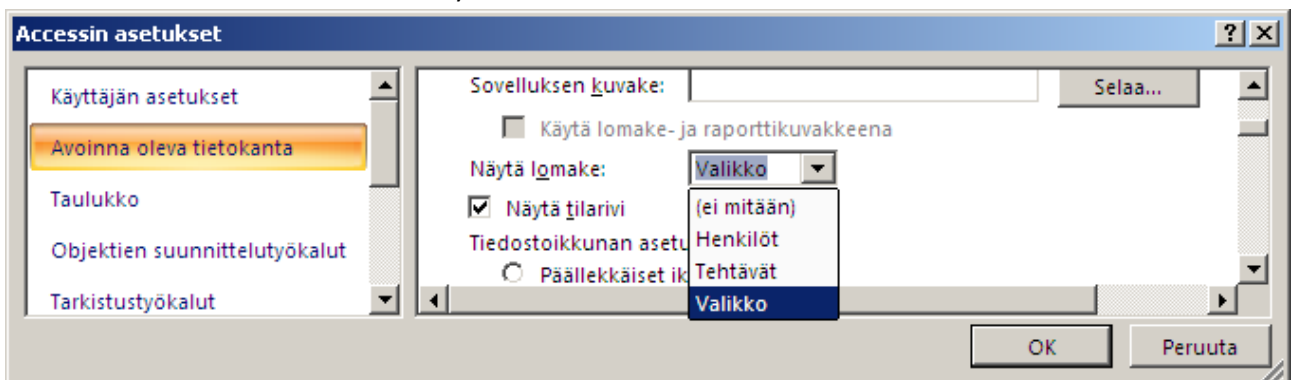 Accessin asetukset
Käyttäjän asetukset
Avoinna oleva tietokanta
Taulukko
Objektien suunnittelutyökalut
Tarkistustyökalut
Sovelluksen kuvake:
Selaa...
Käytä lomake- ja raporttikuvakkeena
Näytä lomake:
Valikko
Näytä tilarivi
(ei mitään)
Henkilöt
Tehtävät
Valikko
Tiedostoikkunan asetu
Päällekkäiset ik
OK
Peruuta